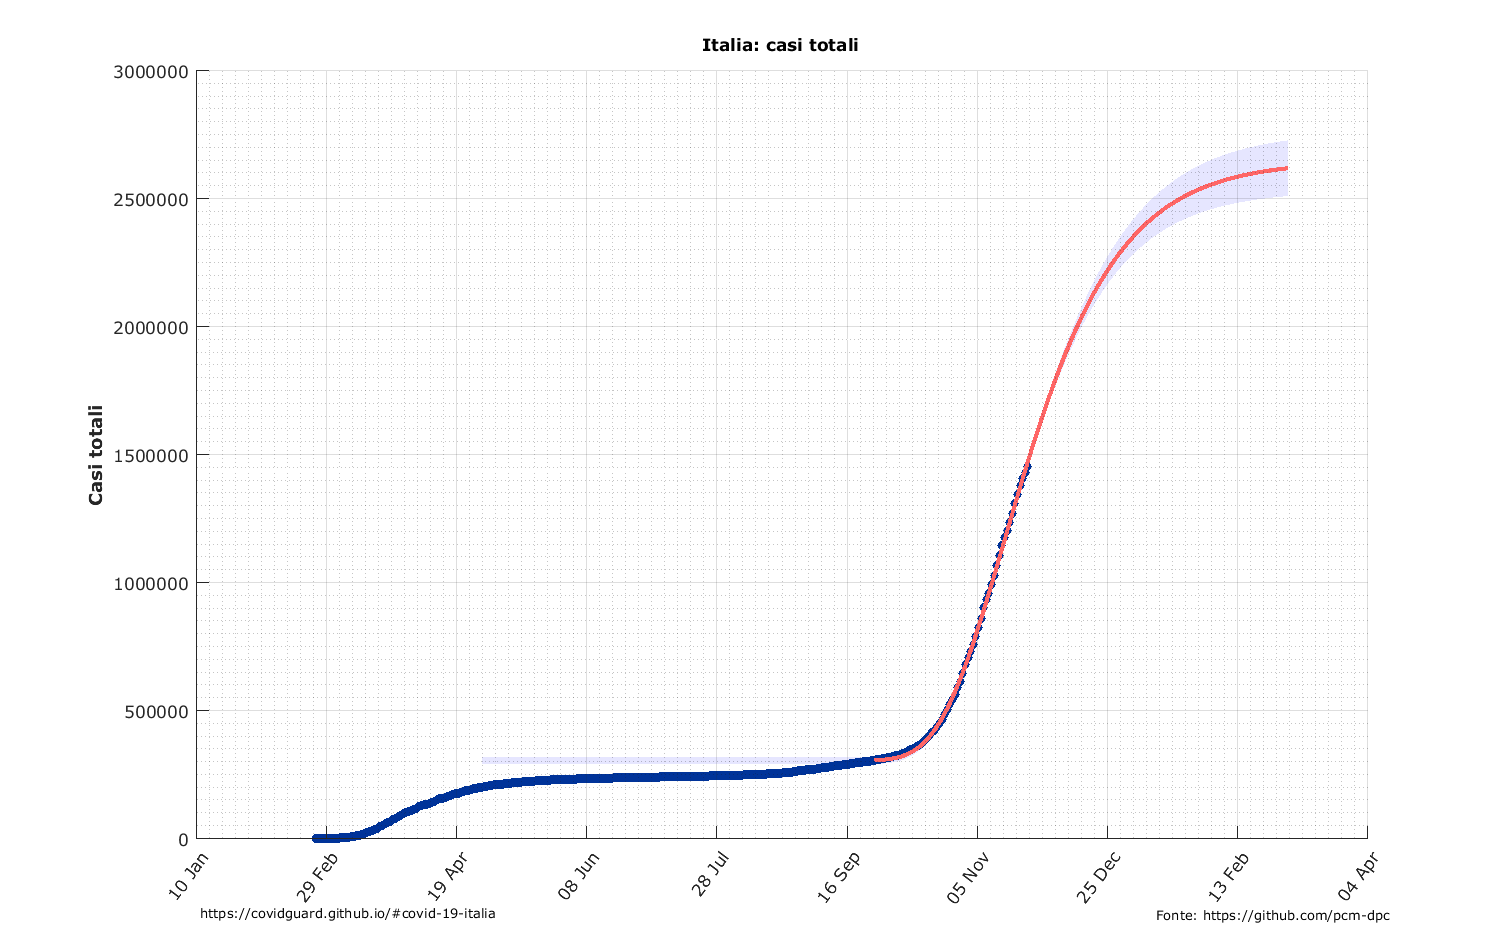 Italia: casi totali
3000000
2500000
2000000
1500000
1000000
500000
0
Casi totali
10 Jan
29 Feb
19 Apr
08 Jun
28 Jul
16 Sep
05 Nov
25 Dec
13 Feb
04 Apr
https://covidguard.github.io/#covid-19-italia
Fonte: https://github.com/pcm-dpc